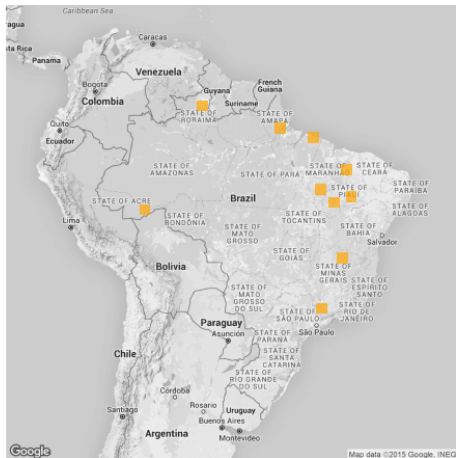 Caribbean Sea
ragua
Caracas
ta Rica
Panama
Venezuela
Guyana
French
Guiana
Bogota
Suriname
Colombia
STATE OF
RORAIMA
STATE OF
AMAPÁ
Quito
Ecuador
STATE OF
AMAZONAS
STATE OF PARÁ
STATE OF
MARANHÃO
STATE OF
CEARA
STATE OF ACRE
STATE OF
RONDÔNIA
Brazil
STATE OF
TOCANTINS
STATE OF
PIAUÍ
STATE OF
PARAIBA
STATE OF
ALAGOAS
Lima
STATE OF
MATO
GROSSO
STATE OF
BAHIA
Salvador
Bolivia
STATE OF
GOIÁS
STATE OF
MINAS
GERAIS
STATE OF
ESPÍRITO
SANTO
STATE OF
MATO
GROSSO
DO SUL
STATE OF
SÃO PAULO
STATE OF
RIO DE
JANEIRO
Paraguay
Asunción
São Paulo
STATE OF
PARANÁ
STATE OF
SANTA
CATARINA
Chile
STATE OF
RIO GRANDE
DO SUL
Córdoba
Rosario
Santiago
Uruguay
Buenos Aires
Montevideo
Argentina
Google
Map data ©2015 Google, INEG